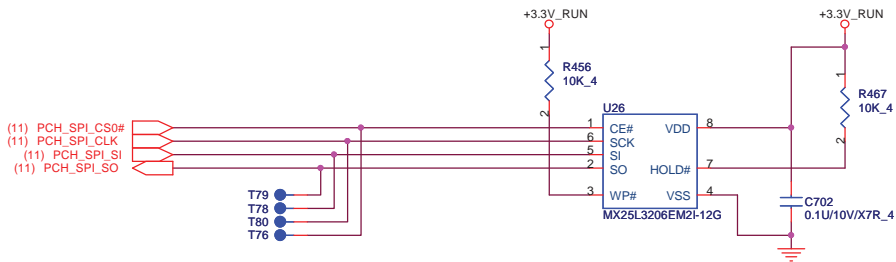 +3.3V_RUN
+3.3V_RUN
1
R456
10K_4
2
1
R467
10K_4
2
U26
(11) PCH_SPI_CS0#
1
CE#
VDD
8
(11) PCH_SPI_CLK
6
SCK
(11) PCH_SPI_SI
5
SI
(11) PCH_SPI_SO
2
SO
HOLD#
7
T79
3
WP#
VSS
4
T78
T80
T76
MX25L3206EM2I-12G
C702
0.1U/10V/X7R_4